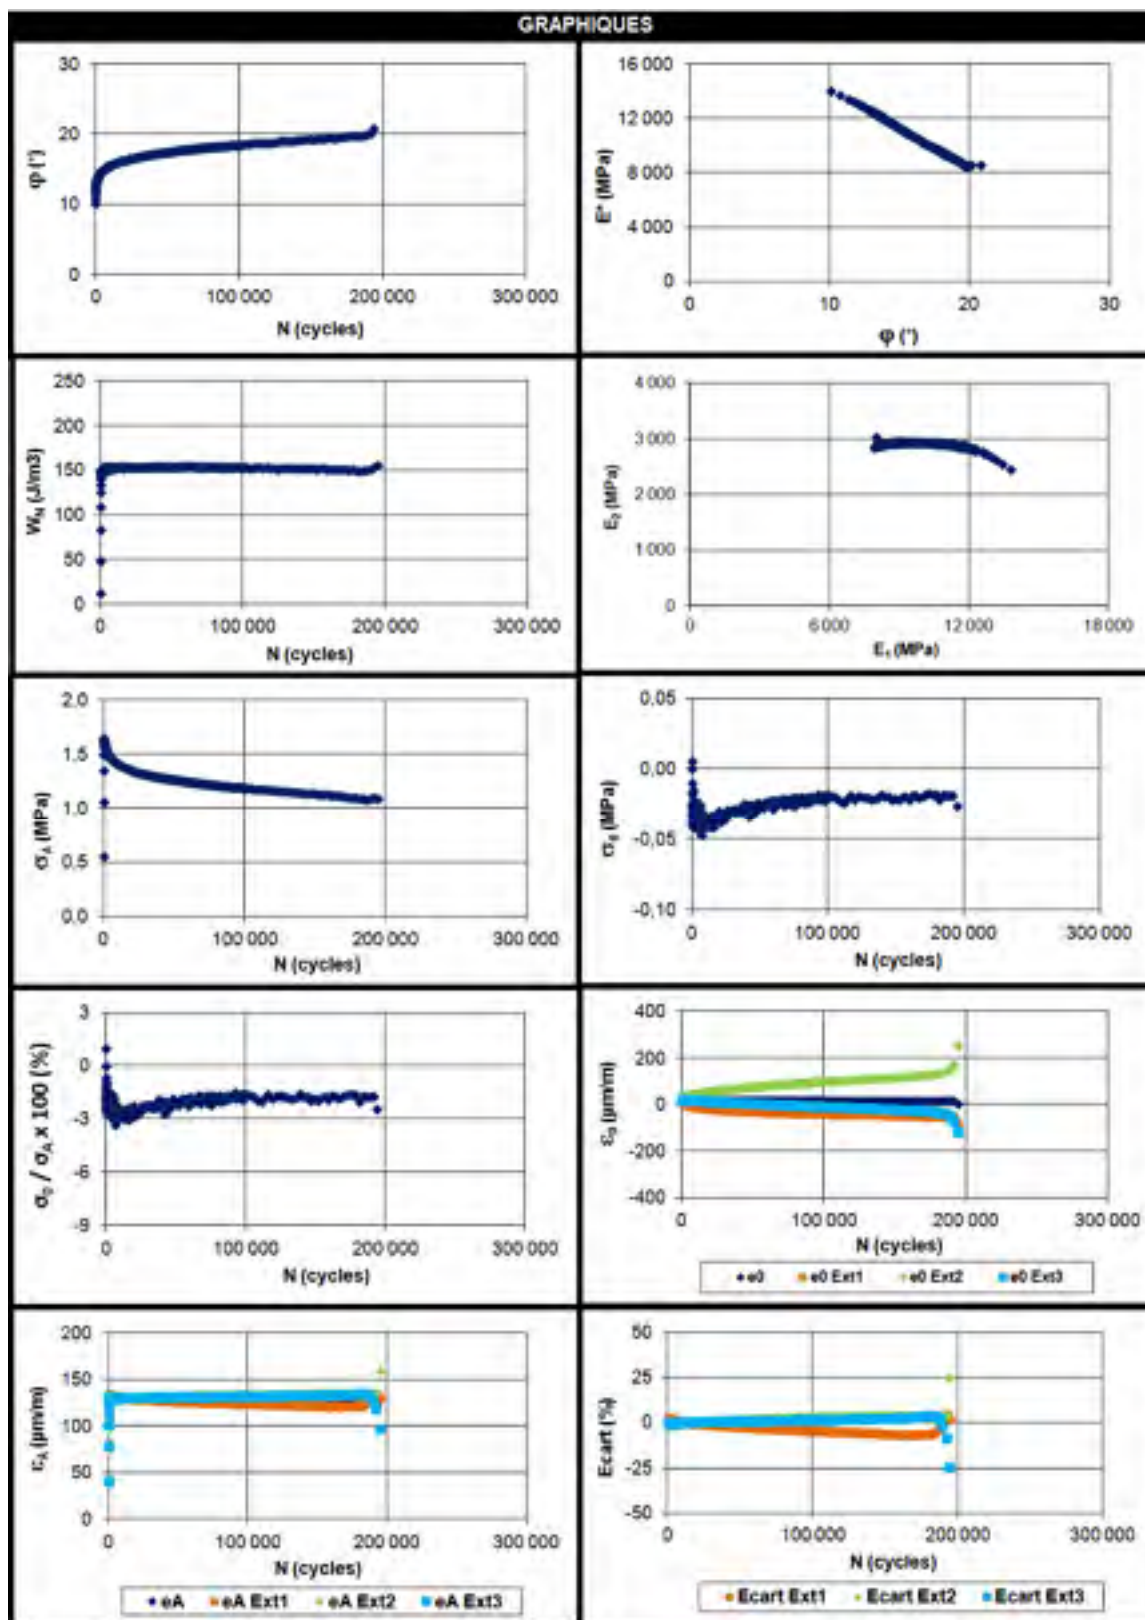 GRAPHIQUES
30
20
10
0
φ (°)
0 100 000 200 000 300 000
N (cycles)
16 000
12 000
8 000
4 000
0
E* (MPa)
0 10 20 30
φ (°)
250
200
150
100
50
0
W_N (J/m3)
0 100 000 200 000 300 000
N (cycles)
4 000
3 000
2 000
1 000
0
E₂ (MPa)
0 6 000 12 000 18 000
E₁ (MPa)
2.0
1.5
1.0
0.5
0.0
σ_A (MPa)
0 100 000 200 000 300 000
N (cycles)
0,05
0,00
-0,05
-0,10
σ₀ (MPa)
0 100 000 200 000 300 000
N (cycles)
3
0
-3
-6
-9
σ₀ / σ_A x 100 (%)
0 100 000 200 000 300 000
N (cycles)
400
200
0
-200
-400
ε₀ (µm/m)
0 100 000 200 000 300 000
N (cycles)
e0 e0 Ext1 e0 Ext2 e0 Ext3
200
150
100
50
0
ε_A (µm/m)
0 100 000 200 000 300 000
N (cycles)
eA eA Ext1 eA Ext2 eA Ext3
50
25
0
-25
-50
Ecart (%)
0 100 000 200 000 300 000
N (cycles)
Ecart Ext1 Ecart Ext2 Ecart Ext3